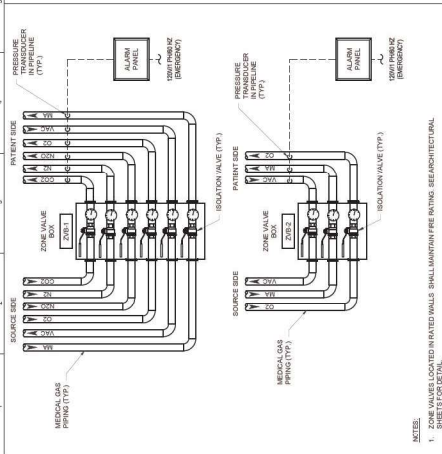 SOURCE SIDE
ZONE VALVE
BOX
ZVB-1
PATIENT SIDE
PRESSURE
TRANSDUCER
IN PIPELINE
(TYP.)
MA
VAC
O2
N2O
N2
CO2
CO2
N2
N2O
O2
VAC
MA
ALARM
PANEL
120V/1 PH/60 HZ
(EMERGENCY)
MEDICAL GAS
PIPING (TYP.)
ISOLATION VALVE (TYP.)
SOURCE SIDE
ZONE VALVE
BOX
ZVB-2
PATIENT SIDE
PRESSURE
TRANSDUCER
IN PIPELINE
(TYP.)
O2
MA
VAC
VAC
MA
O2
ALARM
PANEL
120V/1 PH/60 HZ
(EMERGENCY)
MEDICAL GAS
PIPING (TYP.)
ISOLATION VALVE (TYP.)
NOTES:
1. ZONE VALVES LOCATED IN RATED WALLS SHALL MAINTAIN FIRE RATING. SEE ARCHITECTURAL
SHEETS FOR DETAIL.